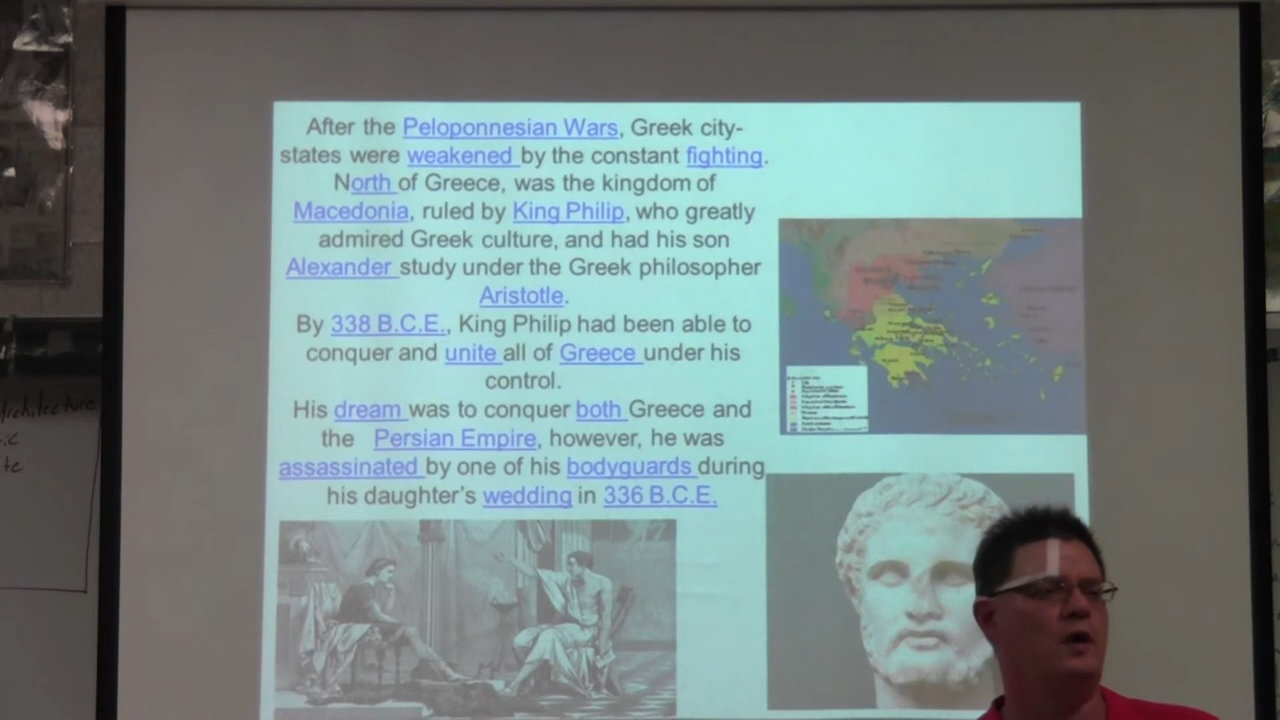 After the Peloponnesian Wars, Greek city-
states were weakened by the constant fighting.
North of Greece, was the kingdom of
Macedonia, ruled by King Philip, who greatly
admired Greek culture, and had his son
Alexander study under the Greek philosopher
Aristotle.
By 338 B.C.E., King Philip had been able to
conquer and unite all of Greece under his
control.
His dream was to conquer both Greece and
the Persian Empire, however, he was
assassinated by one of his bodyguards during
his daughter's wedding in 336 B.C.E.